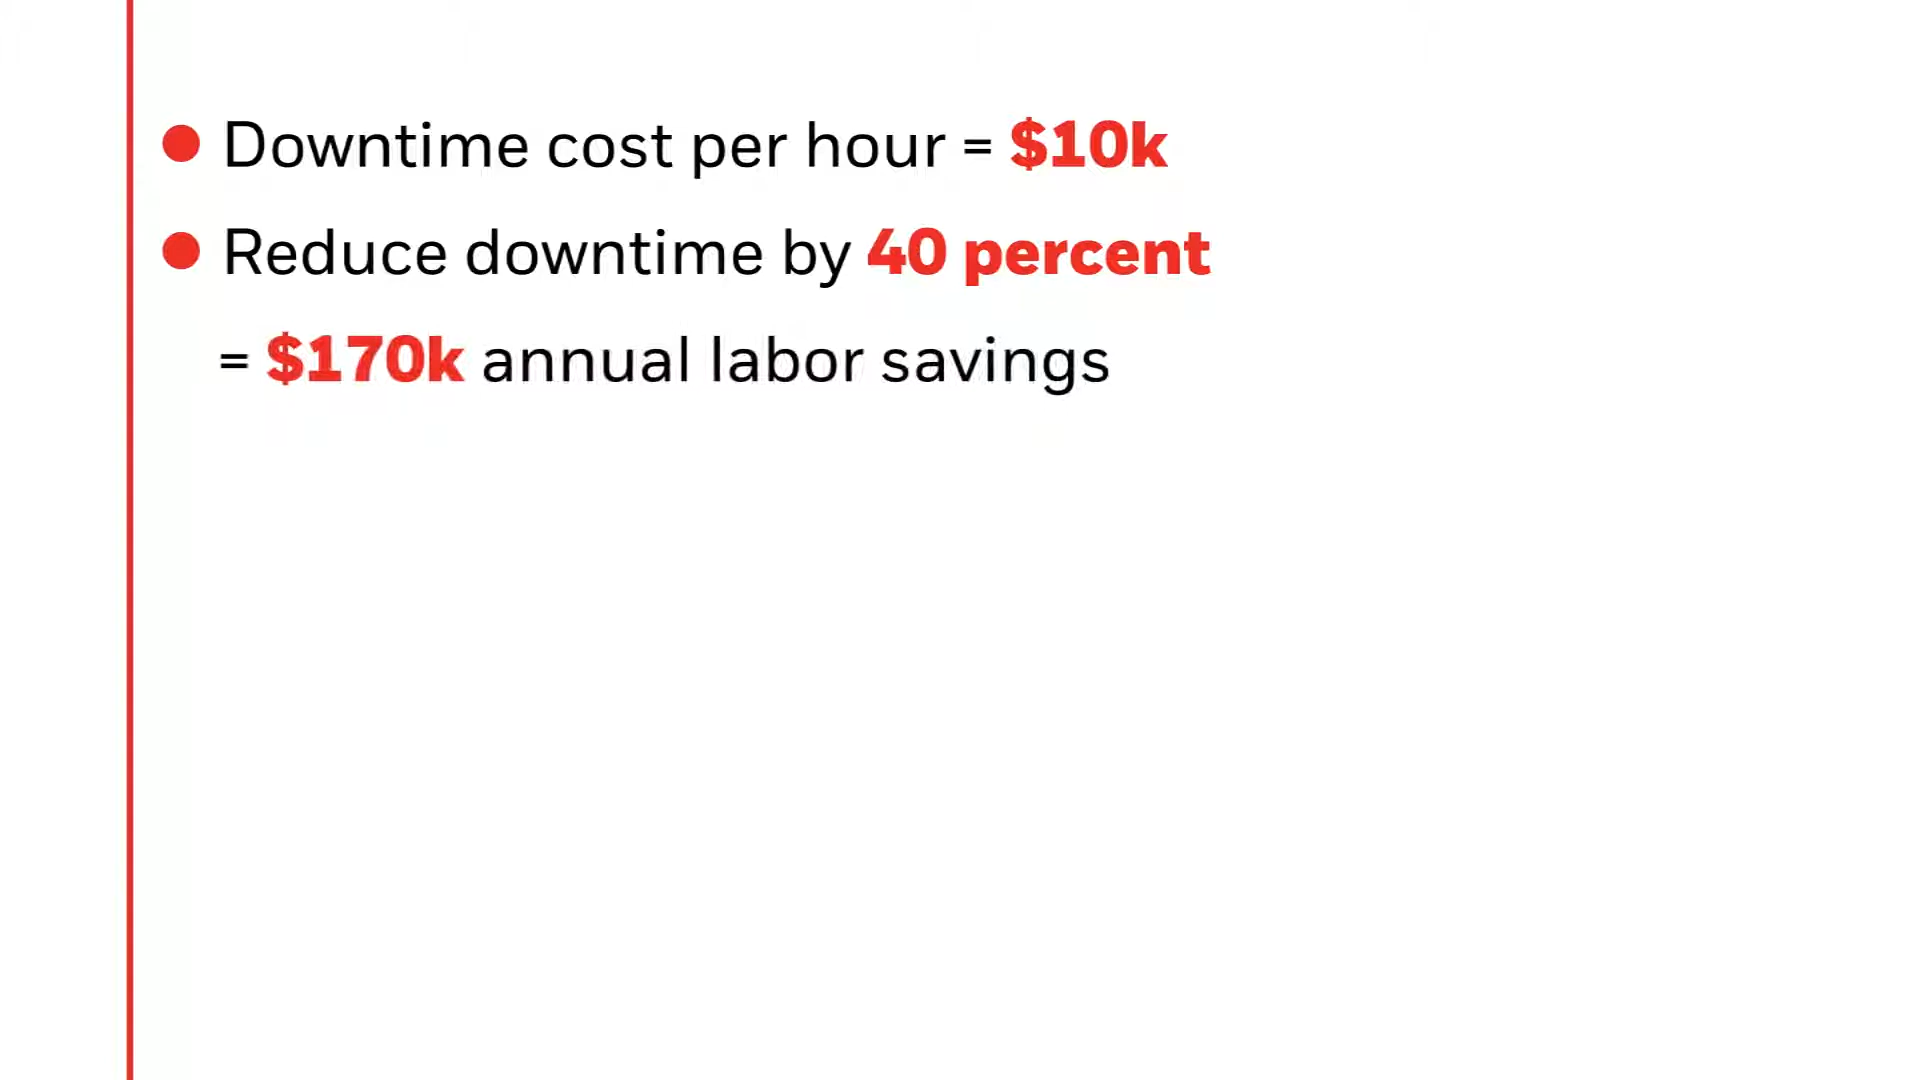 Downtime cost per hour = $10k
Reduce downtime by 40 percent
= $170k annual labor savings